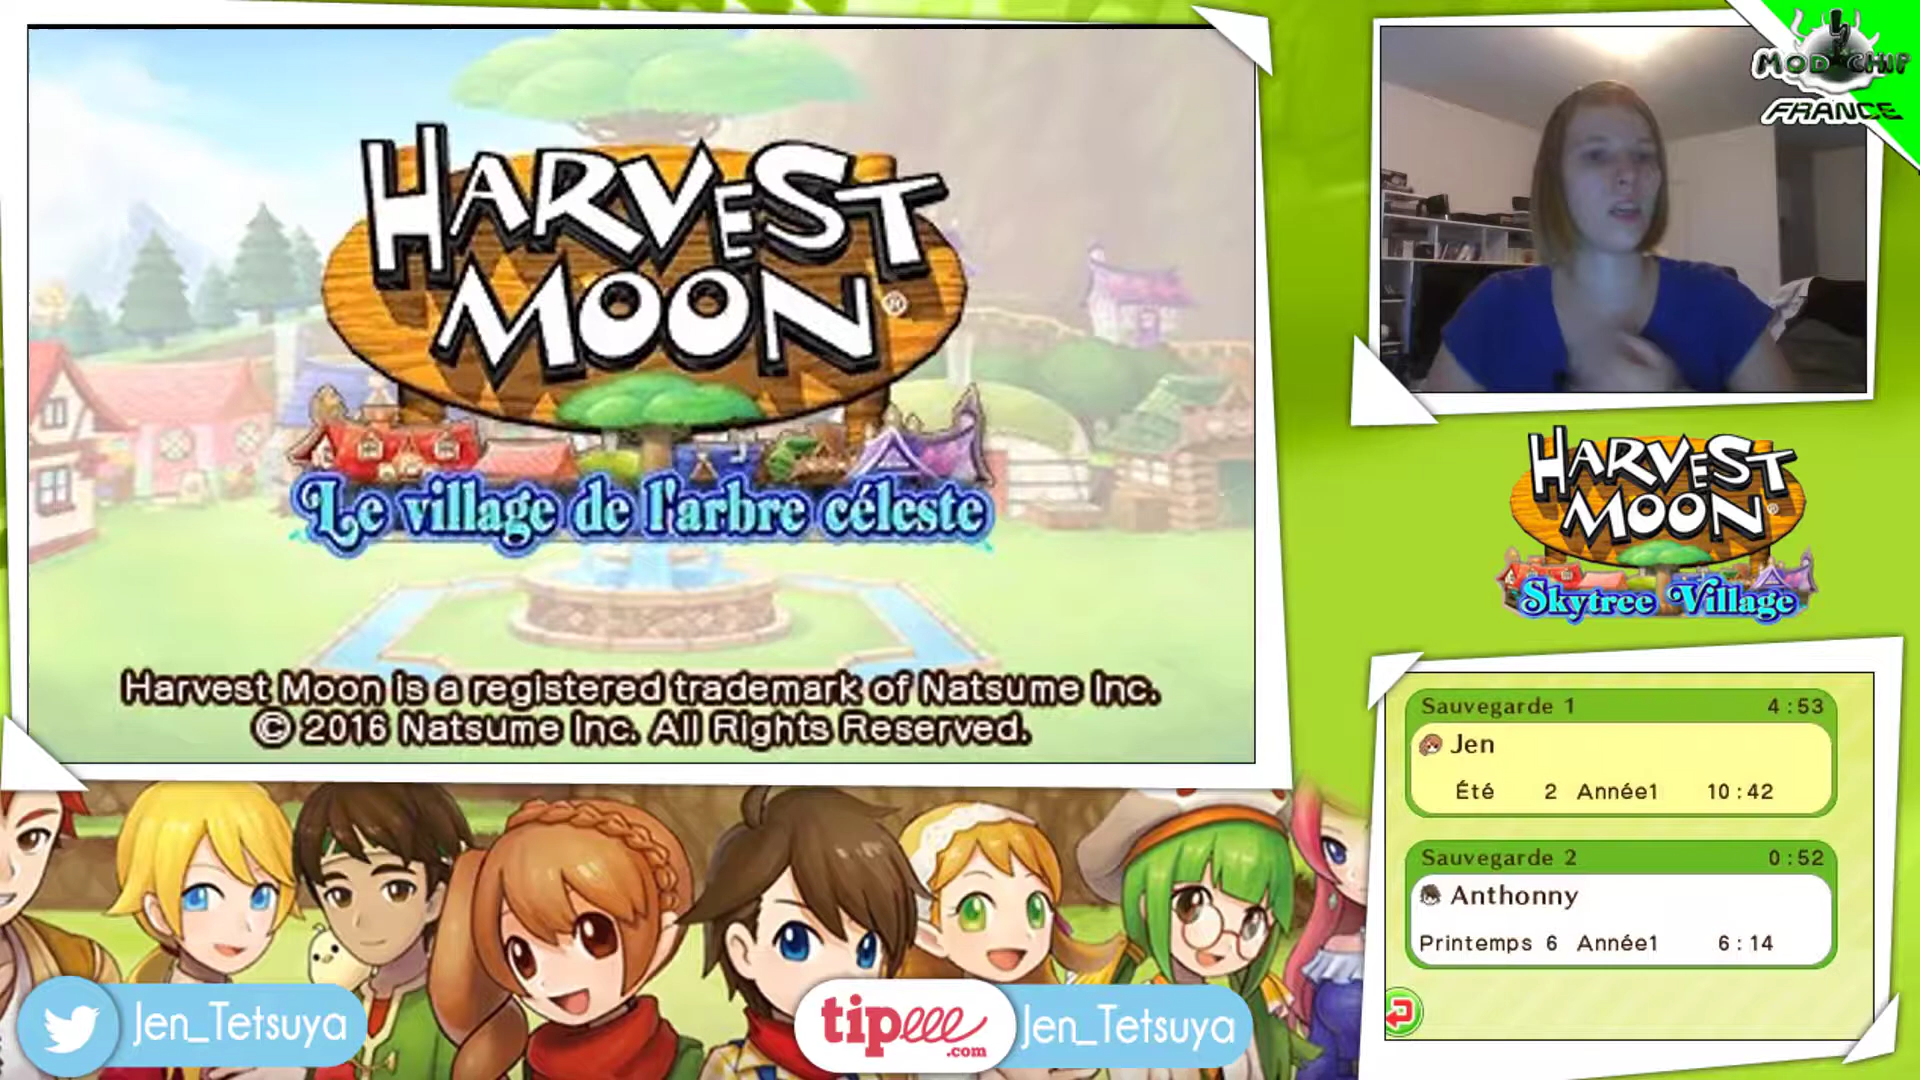 HARVEST
MOON®
Le village de l'arbre céleste
Harvest Moon is a registered trademark of Natsume Inc.
© 2016 Natsume Inc. All Rights Reserved.
MOD CHIP
FRANCE
HARVEST
MOON®
Skytree Village
Sauvegarde 1 4:53
Jen
Été 2 Année1 10:42
Sauvegarde 2 0:52
Anthonny
Printemps 6 Année1 6:14
Jen_Tetsuya
tipeee
.com
Jen_Tetsuya